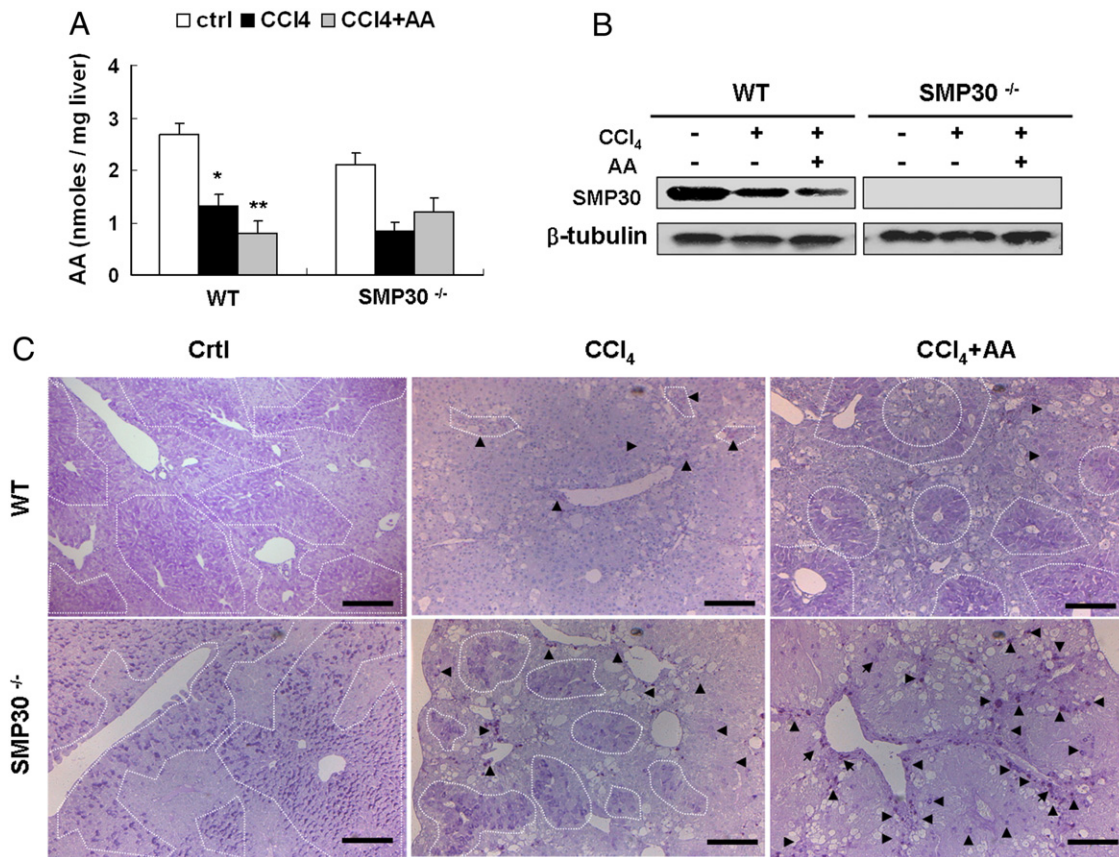 A
ctrl CCl4 CCl4+AA
AA (nmoles / mg liver)
4
3
2
1
0
*
**
WT SMP30 -/-
B
WT SMP30 -/-
CCl4 - + + - + +
AA - - + - - +
SMP30
β-tubulin
C
Crtl CCl4 CCl4+AA
WT
SMP30 -/-